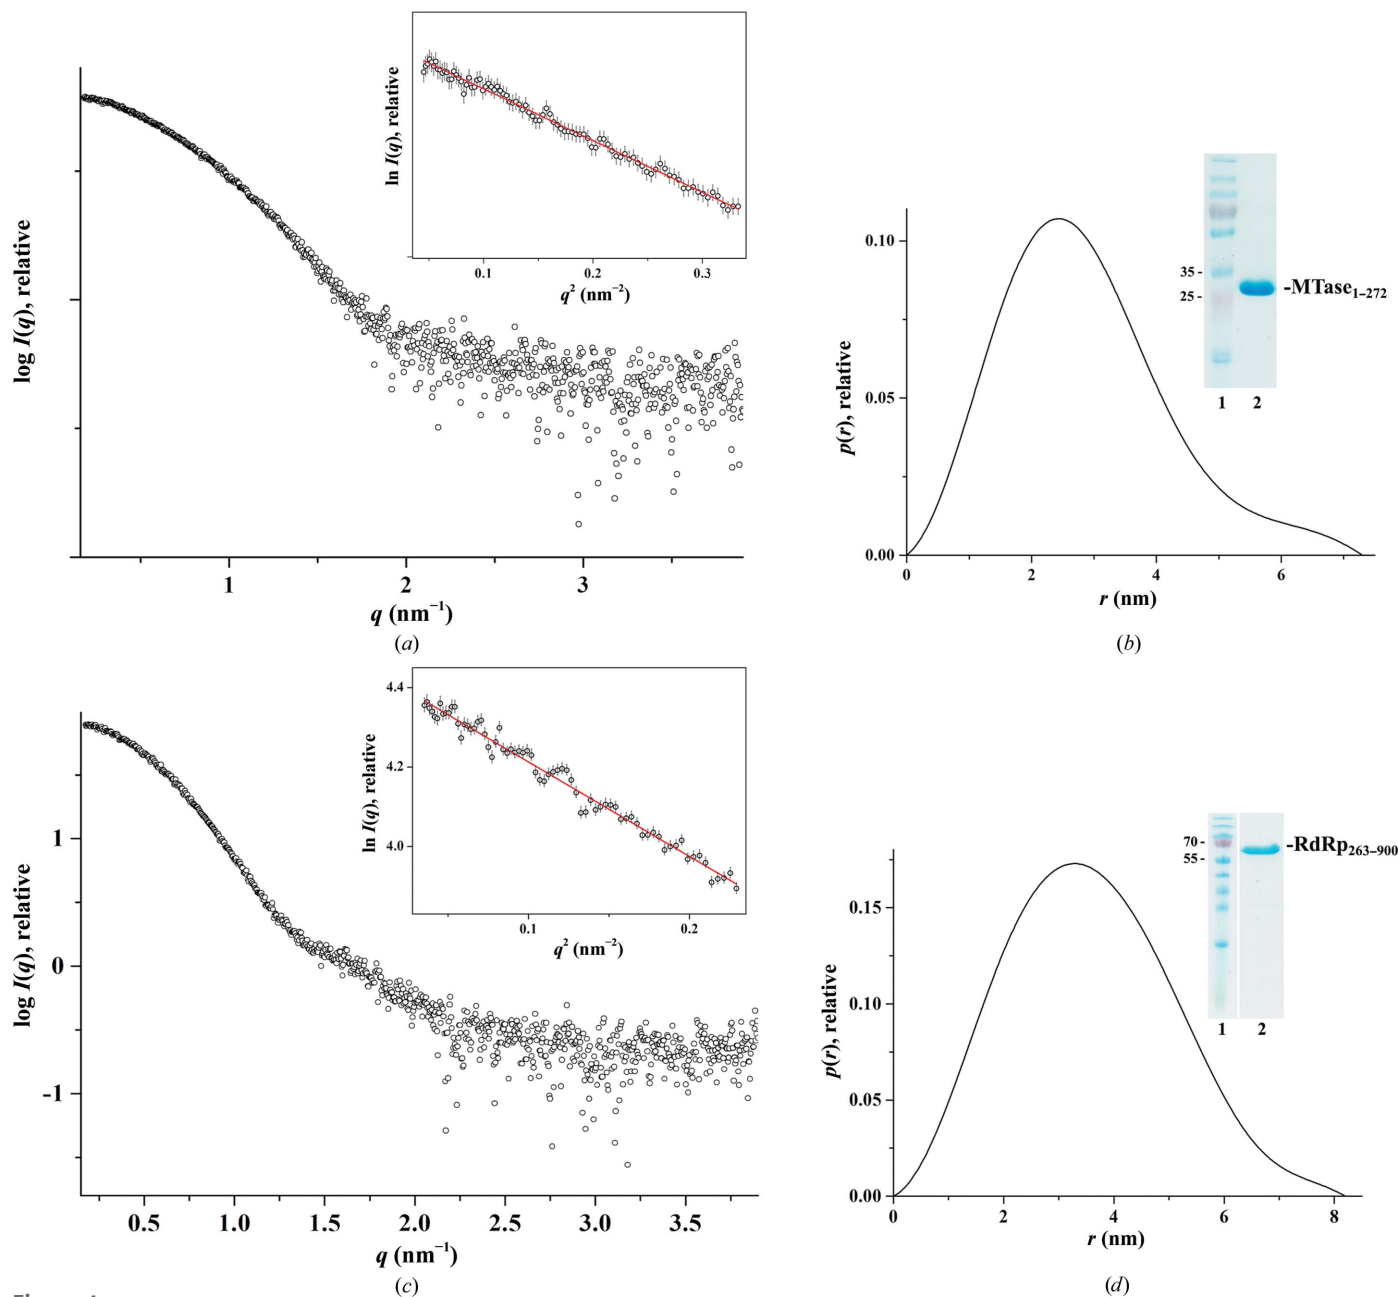 ln I(q), relative
0.1 0.2 0.3
q² (nm⁻²)
log I(q), relative
1 2 3
q (nm⁻¹)
(a)
0.10
0.05
0.00
p(r), relative
0 2 4 6
r (nm)
35 -
25 -
-MTase₁₋₂₇₂
1 2
(b)
4.4
4.2
4.0
ln I(q), relative
0.1 0.2
q² (nm⁻²)
1
0
-1
log I(q), relative
0.5 1.0 1.5 2.0 2.5 3.0 3.5
q (nm⁻¹)
(c)
0.15
0.10
0.05
0.00
p(r), relative
0 2 4 6 8
r (nm)
70 -
55 -
-RdRp₂₆₃₋₉₀₀
1 2
(d)